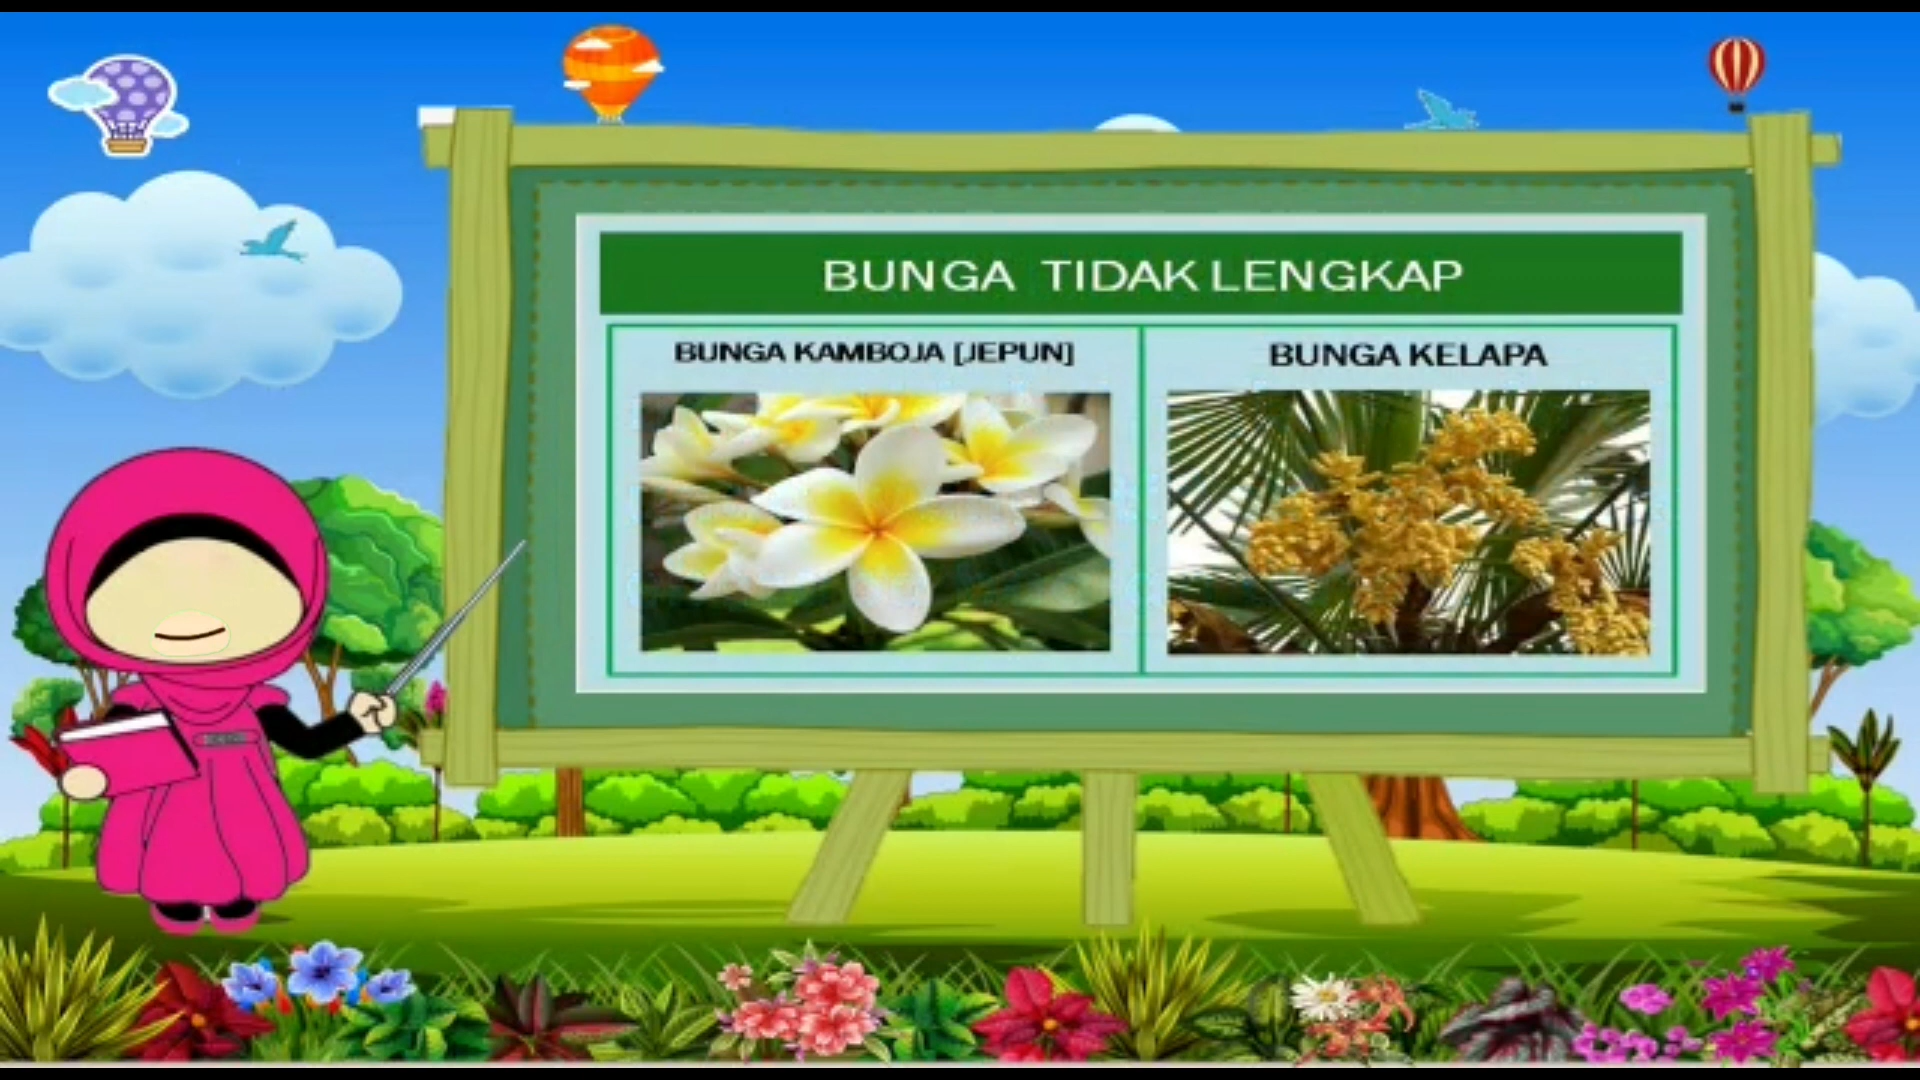 BUNGA TIDAK LENGKAP
BUNGA KAMBOJA [JEPUN]
BUNGA KELAPA